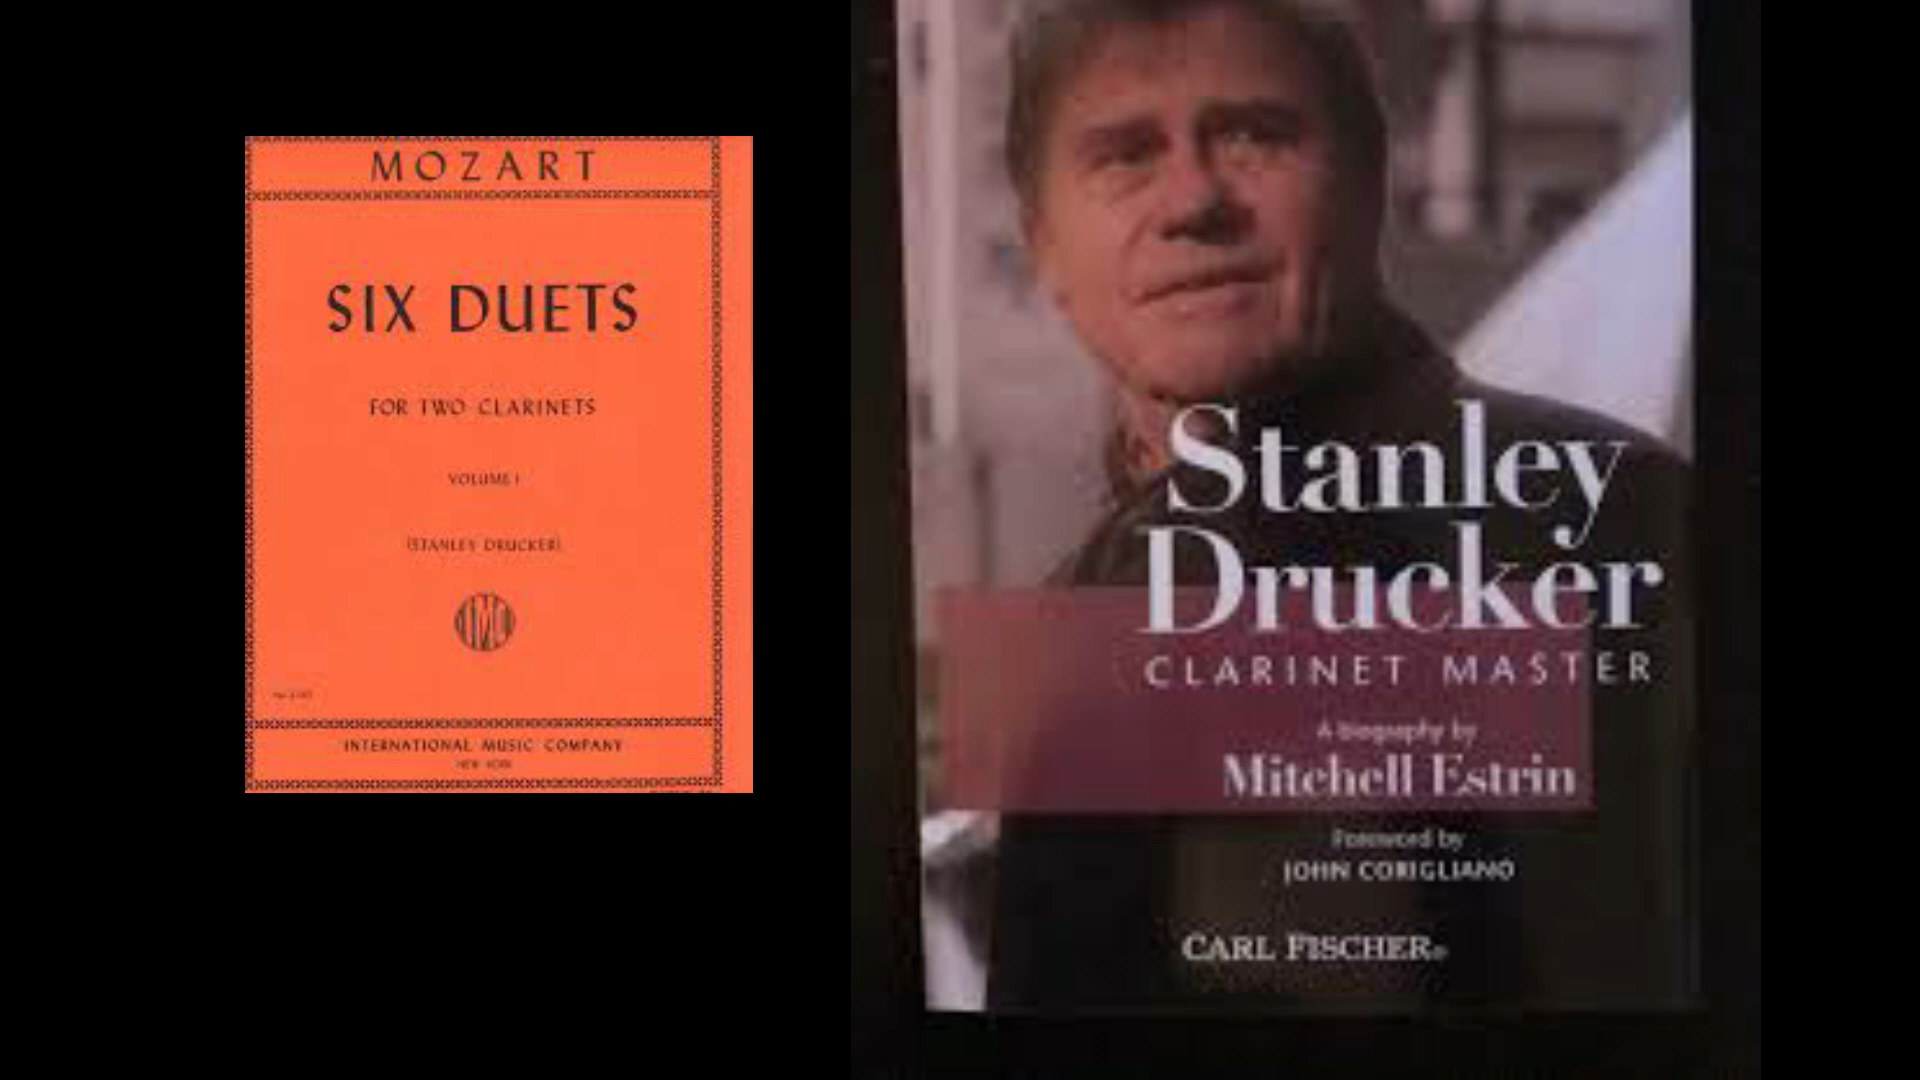 MOZART
SIX DUETS
FOR TWO CLARINETS
VOLUME I
(STANLEY DRUCKER)
INTERNATIONAL MUSIC COMPANY
NEW YORK
Stanley
Drucker
CLARINET MASTER
A biography by
Mitchell Estrin
Foreword by
JOHN CORIGLIANO
CARL FISCHER®